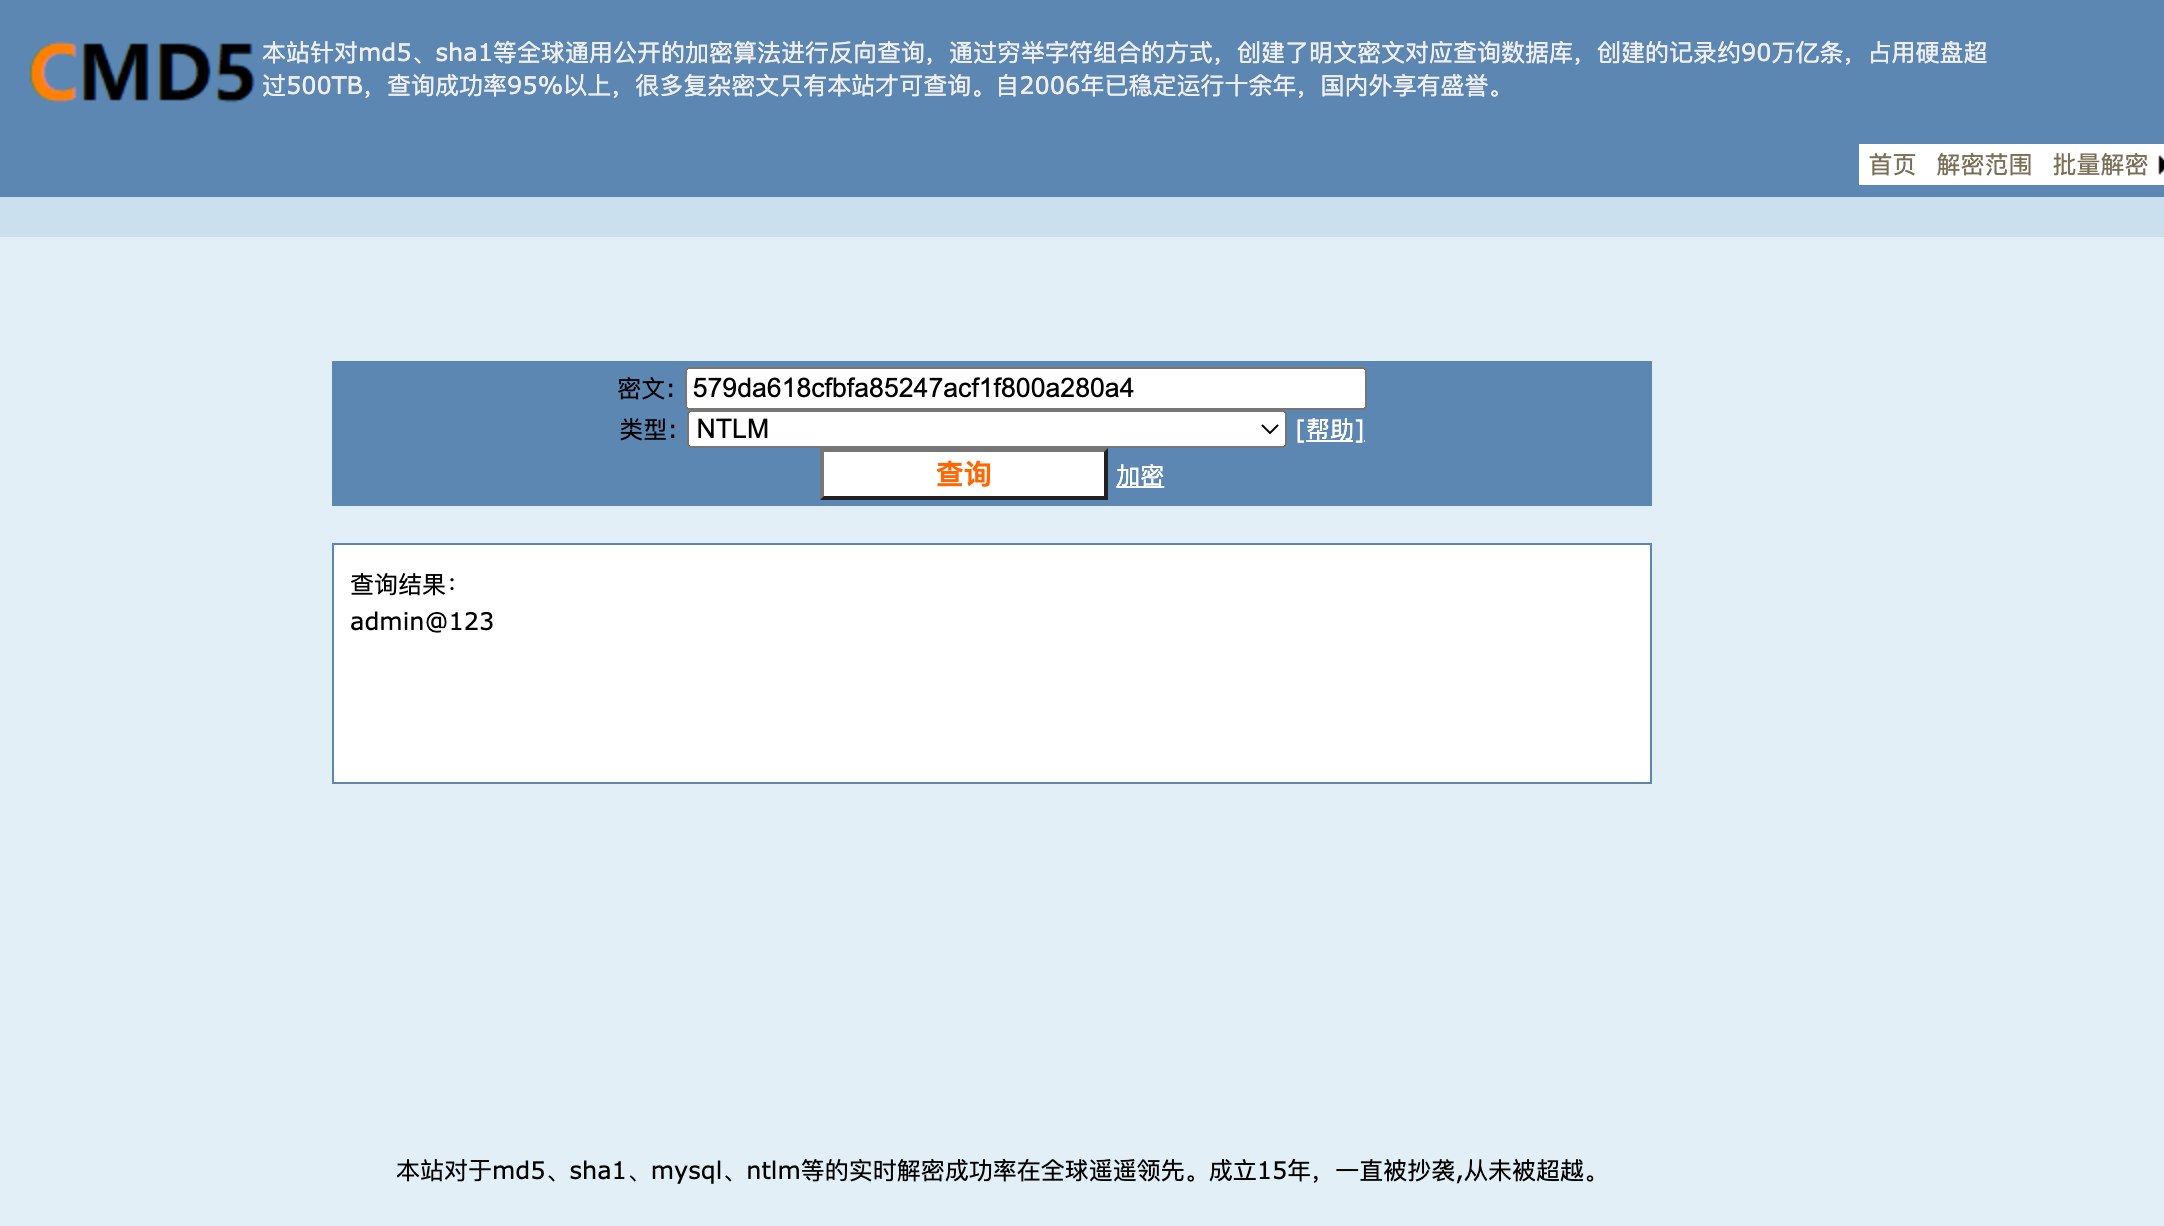 CMD5
本站针对md5、sha1等全球通用公开的加密算法进行反向查询，通过穷举字符组合的方式，创建了明文密文对应查询数据库，创建的记录约90万亿条，占用硬盘超
过500TB，查询成功率95%以上，很多复杂密文只有本站才可查询。自2006年已稳定运行十余年，国内外享有盛誉。
首页 解密范围 批量解密
密文: 579da618cfbfa85247acf1f800a280a4
类型: NTLM [帮助]
查询 加密
查询结果:
admin@123
本站对于md5、sha1、mysql、ntlm等的实时解密成功率在全球遥遥领先。成立15年，一直被抄袭,从未被超越。